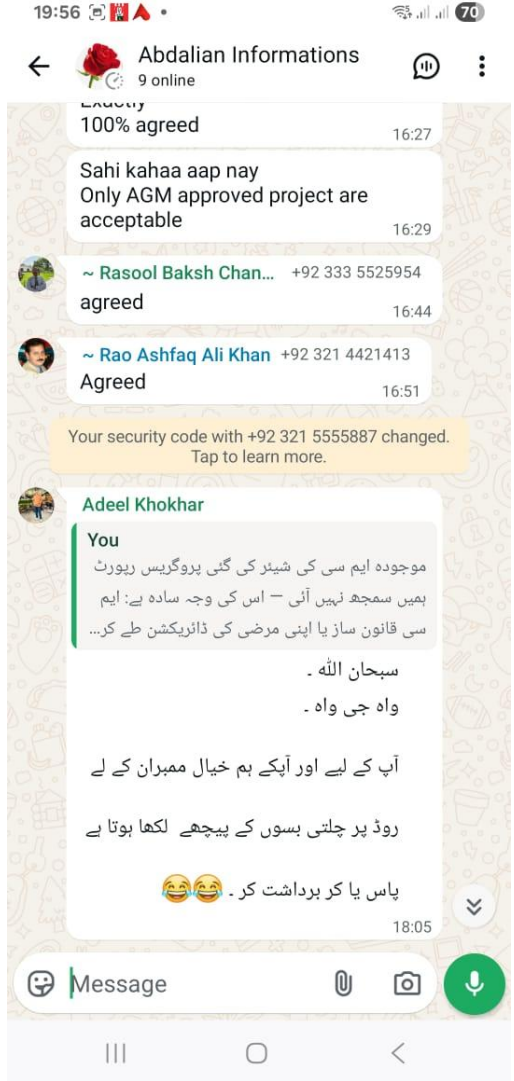 19:56
70
Abdalian Informations
9 online
Exactly
100% agreed
16:27
Sahi kahaa aap nay
Only AGM approved project are
acceptable
16:29
~ Rasool Baksh Chan... +92 333 5525954
agreed
16:44
~ Rao Ashfaq Ali Khan +92 321 4421413
Agreed
16:51
Your security code with +92 321 5555887 changed.
Tap to learn more.
Adeel Khokhar
You
موجودہ ایم سی کی شیئر کی گئی پروگریس رپورٹ
ہمیں سمجھ نہیں آئی — اس کی وجہ سادہ ہے: ایم
سی قانون ساز یا اپنی مرضی کی ڈائریکشن طے کر...
سبحان اللّٰہ ۔
واہ جی واہ ۔
آپ کے لیے اور آپکے ہم خیال ممبران کے لے
روڈ پر چلتی بسوں کے پیچھے لکھا ہوتا ہے
پاس یا کر برداشت کر ۔ 😂😂
18:05
Message